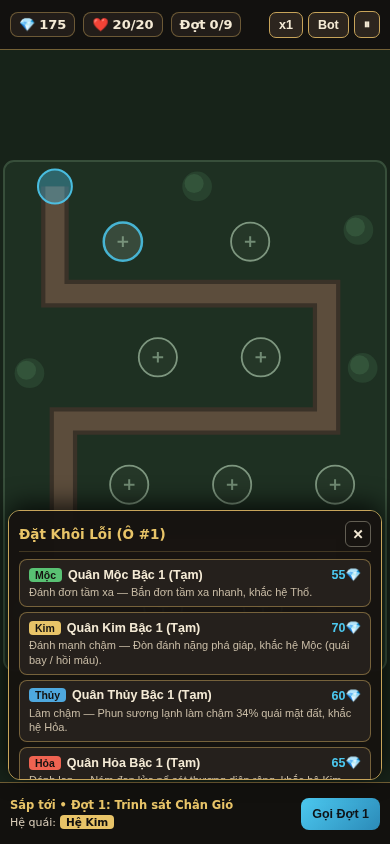 💎 175 ❤️ 20/20 Đợt 0/9 x1 Bot ⏸
Đặt Khôi Lỗi (Ô #1) ✕
Mộc Quân Mộc Bậc 1 (Tạm) 55💎
Đánh đơn tầm xa — Bắn đơn tầm xa nhanh, khắc hệ Thổ.
Kim Quân Kim Bậc 1 (Tạm) 70💎
Đánh mạnh chậm — Đòn đánh nặng phá giáp, khắc hệ Mộc (quái
bay / hồi máu).
Thủy Quân Thủy Bậc 1 (Tạm) 60💎
Làm chậm — Phun sương lạnh làm chậm 34% quái mặt đất, khắc
hệ Hỏa.
Hỏa Quân Hỏa Bậc 1 (Tạm) 65💎
Sắp tới • Đợt 1: Trinh sát Chân Gió
Hệ quái: Hệ Kim
Gọi Đợt 1